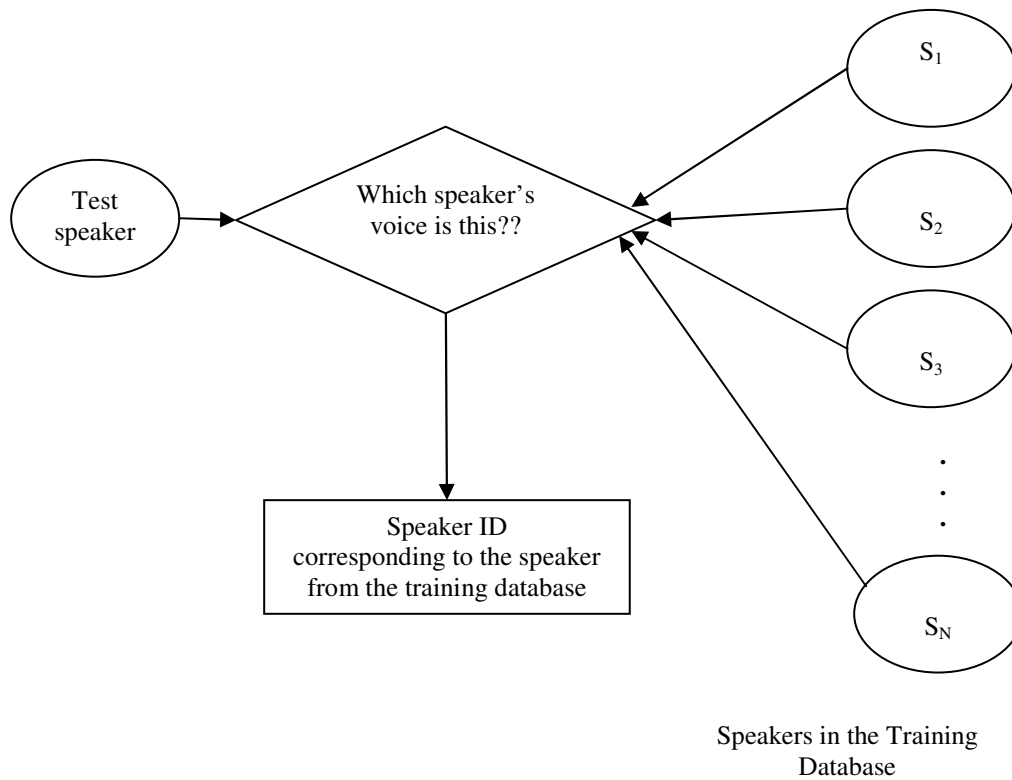 Test
speaker
Which speaker’s
voice is this??
Speaker ID
corresponding to the speaker
from the training database
S₁
S₂
S₃
.
.
.
S_N
Speakers in the Training
Database